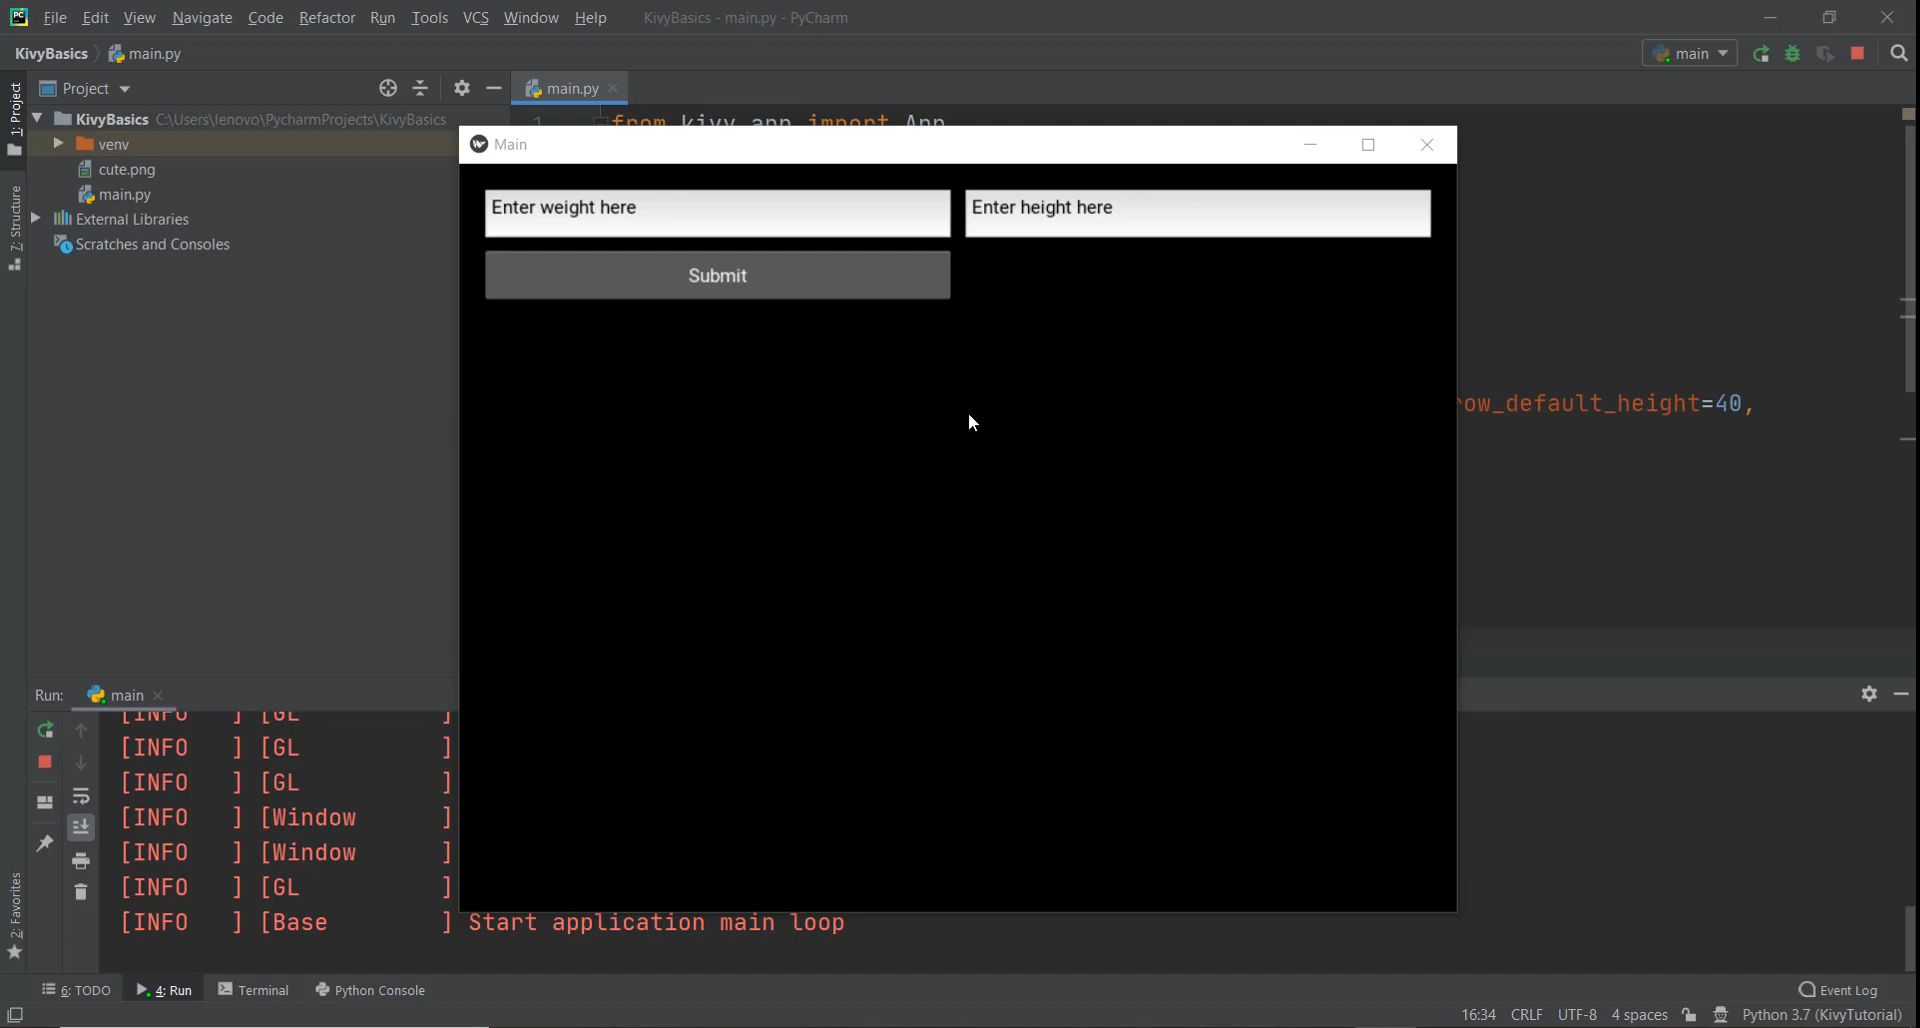 File Edit View Navigate Code Refactor Run Tools VCS Window Help KivyBasics - main.py - PyCharm
KivyBasics main.py main
1: Project
Project main.py
KivyBasics C:\Users\lenovo\PycharmProjects\KivyBasics
1 from kivy.app import App
venv
cute.png
main.py
External Libraries
Scratches and Consoles
7: Structure
Main
Enter weight here Enter height here
Submit
row_default_height=40,
Run: main
[INFO ] [GL ]
[INFO ] [GL ]
[INFO ] [GL ]
[INFO ] [Window ]
[INFO ] [Window ]
[INFO ] [GL ]
[INFO ] [Base ] Start application main loop
2: Favorites
6: TODO 4: Run Terminal Python Console Event Log
16:34 CRLF UTF-8 4 spaces Python 3.7 (KivyTutorial)